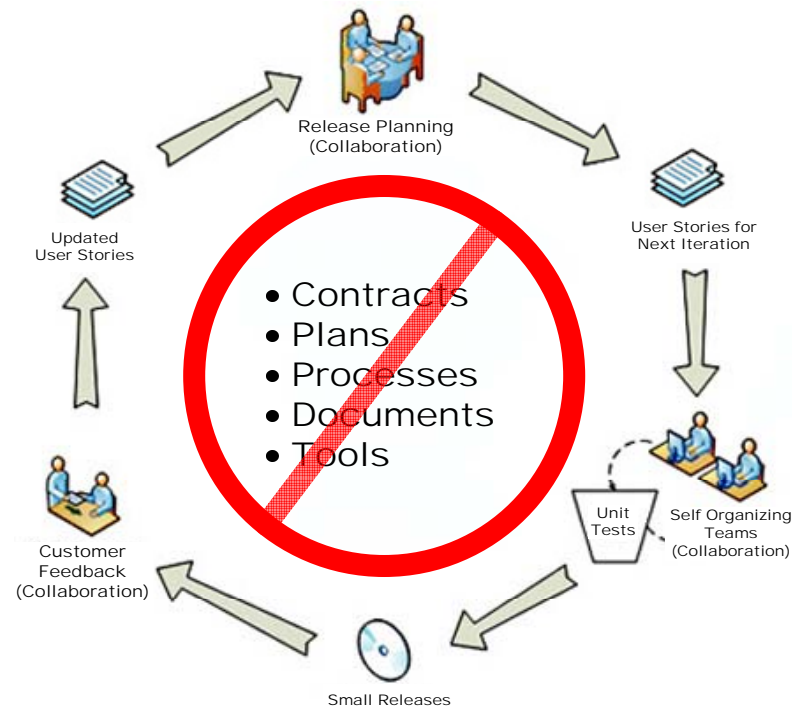 Release Planning
(Collaboration)
User Stories for
Next Iteration
Unit
Tests
Self Organizing
Teams
(Collaboration)
Small Releases
Customer
Feedback
(Collaboration)
Updated
User Stories
• Contracts
• Plans
• Processes
• Documents
• Tools